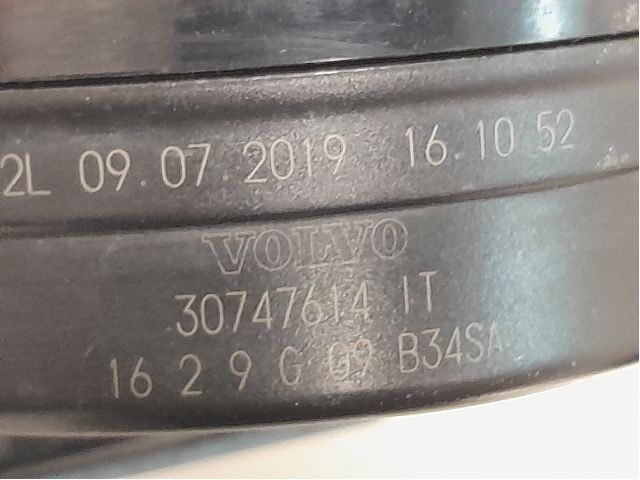 2L 09.07.2019 16.10 52
VOLVO
30747614 IT
16 2 9 G 09 B34SA